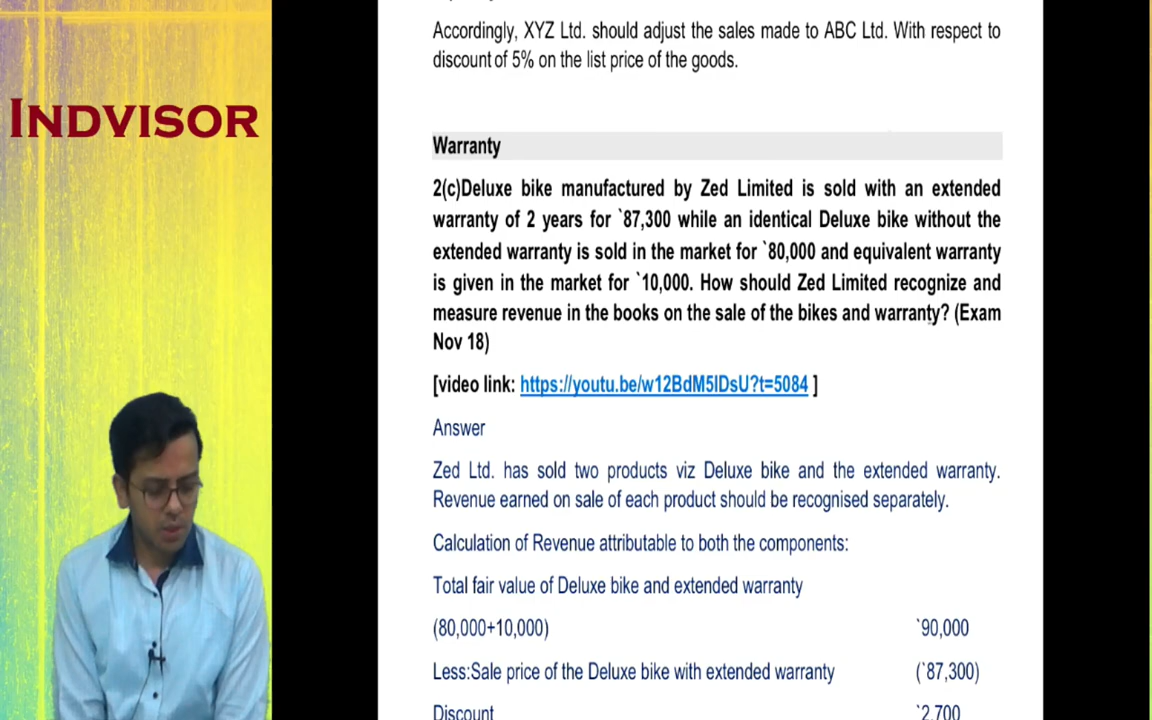 INDVISOR
Accordingly, XYZ Ltd. should adjust the sales made to ABC Ltd. With respect to
discount of 5% on the list price of the goods.
Warranty
2(c)Deluxe bike manufactured by Zed Limited is sold with an extended
warranty of 2 years for `87,300 while an identical Deluxe bike without the
extended warranty is sold in the market for `80,000 and equivalent warranty
is given in the market for `10,000. How should Zed Limited recognize and
measure revenue in the books on the sale of the bikes and warranty? (Exam
Nov 18)
[video link: https://youtu.be/w12BdM5IDsU?t=5084 ]
Answer
Zed Ltd. has sold two products viz Deluxe bike and the extended warranty.
Revenue earned on sale of each product should be recognised separately.
Calculation of Revenue attributable to both the components:
Total fair value of Deluxe bike and extended warranty
(80,000+10,000) `90,000
Less:Sale price of the Deluxe bike with extended warranty (`87,300)
Discount `2,700